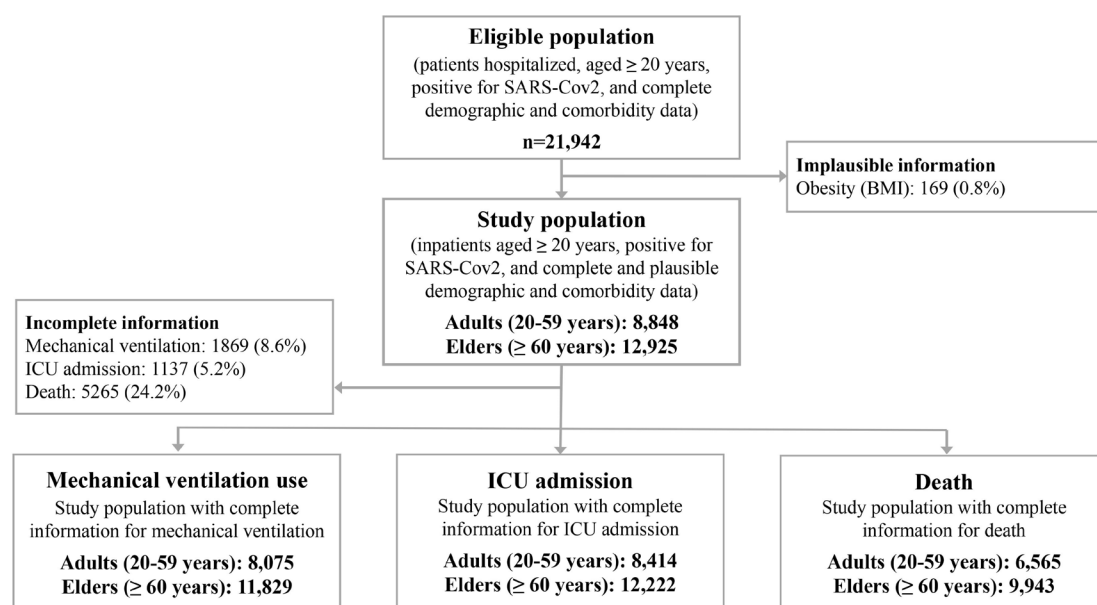 Eligible population
(patients hospitalized, aged ≥ 20 years,
positive for SARS-Cov2, and complete
demographic and comorbidity data)
n=21,942
Implausible information
Obesity (BMI): 169 (0.8%)
Study population
(inpatients aged ≥ 20 years, positive for
SARS-Cov2, and complete and plausible
demographic and comorbidity data)
Adults (20-59 years): 8,848
Elders (≥ 60 years): 12,925
Incomplete information
Mechanical ventilation: 1869 (8.6%)
ICU admission: 1137 (5.2%)
Death: 5265 (24.2%)
Mechanical ventilation use
Study population with complete
information for mechanical ventilation
Adults (20-59 years): 8,075
Elders (≥ 60 years): 11,829
ICU admission
Study population with complete
information for ICU admission
Adults (20-59 years): 8,414
Elders (≥ 60 years): 12,222
Death
Study population with complete
information for death
Adults (20-59 years): 6,565
Elders (≥ 60 years): 9,943